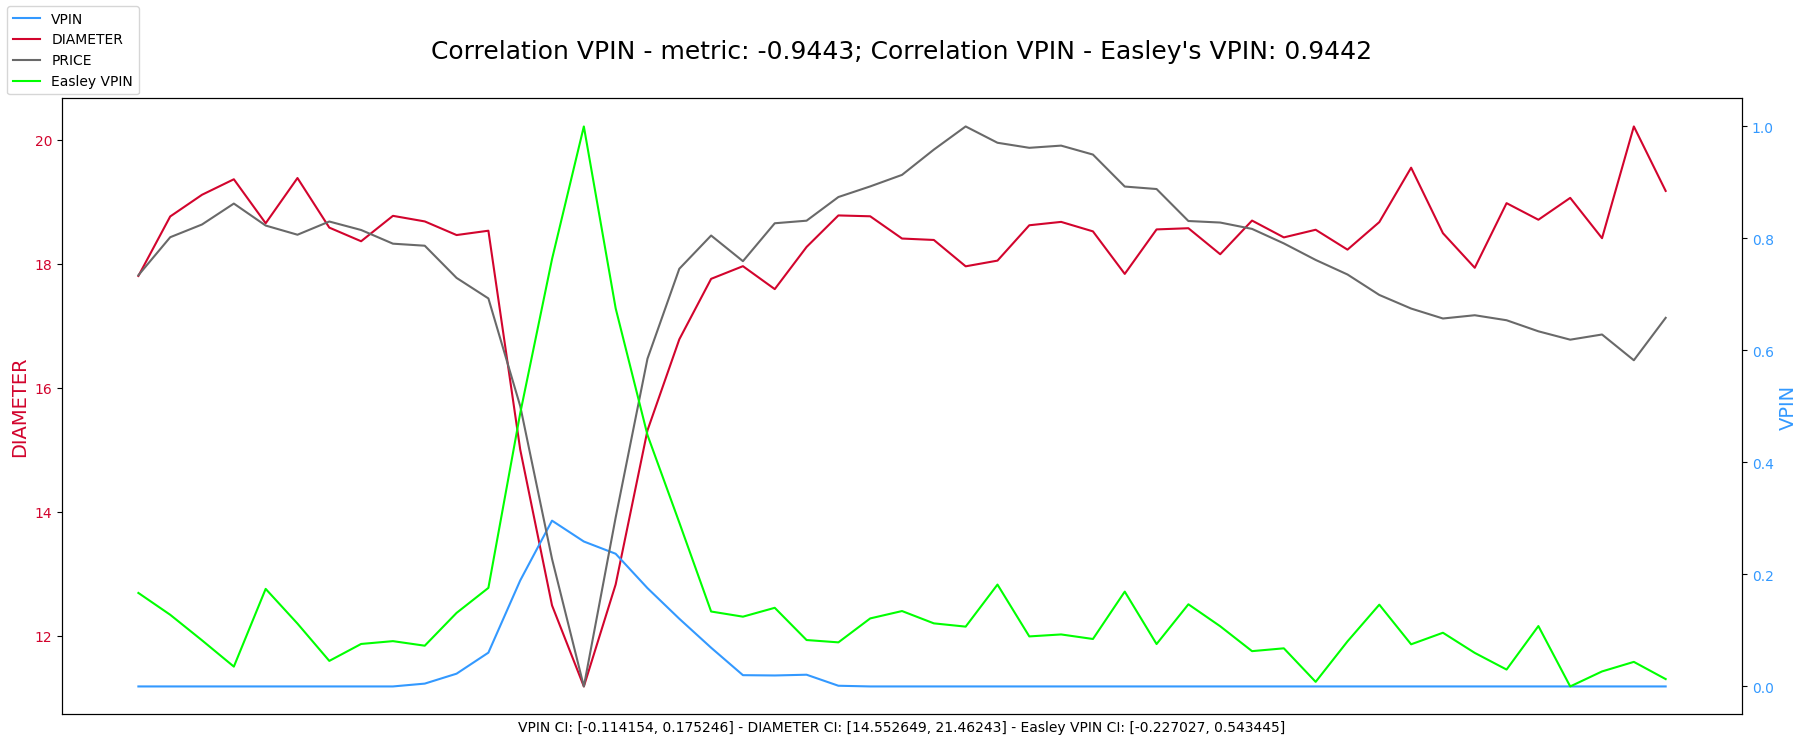 VPIN
DIAMETER
PRICE
Easley VPIN
Correlation VPIN - metric: -0.9443; Correlation VPIN - Easley's VPIN: 0.9442
DIAMETER
20
18
16
14
12
1.0
0.8
0.6
0.4
0.2
0.0
VPIN
VPIN CI: [-0.114154, 0.175246] - DIAMETER CI: [14.552649, 21.46243] - Easley VPIN CI: [-0.227027, 0.543445]